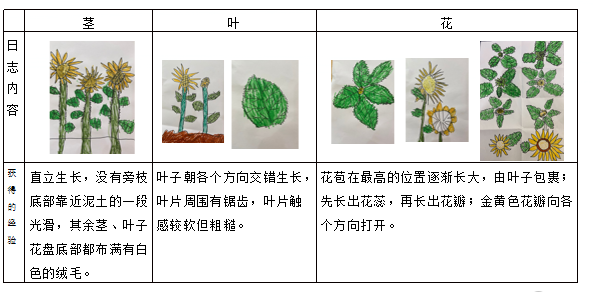 茎 叶 花
日志内容
获得的经验
直立生长，没有旁枝
底部靠近泥土的一段
光滑，其余茎、叶子
花盘底部都布满有白
色的绒毛。
叶子朝各个方向交错生长，
叶片周围有锯齿，叶片触
感较软但粗糙。
花苞在最高的位置逐渐长大，由叶子包裹；
先长出花蕊，再长出花瓣；金黄色花瓣向各
个方向打开。